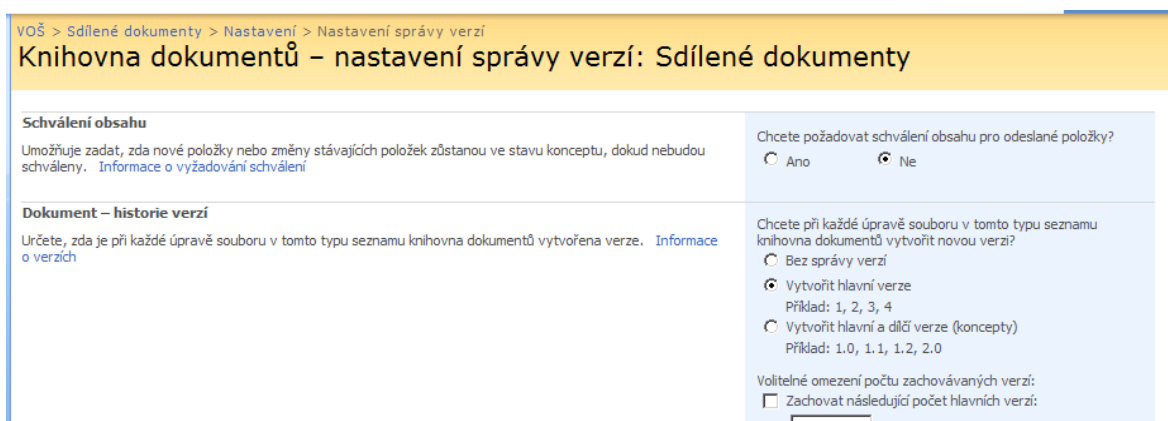 VOŠ > Sdílené dokumenty > Nastavení > Nastavení správy verzí
Knihovna dokumentů – nastavení správy verzí: Sdílené dokumenty
Schválení obsahu
Umožňuje zadat, zda nové položky nebo změny stávajících položek zůstanou ve stavu konceptu, dokud nebudou
schváleny. Informace o vyžadování schválení
Chcete požadovat schválení obsahu pro odeslané položky?
Ano Ne
Dokument – historie verzí
Určete, zda je při každé úpravě souboru v tomto typu seznamu knihovna dokumentů vytvořena verze. Informace
o verzích
Chcete při každé úpravě souboru v tomto typu seznamu
knihovna dokumentů vytvořit novou verzi?
Bez správy verzí
Vytvořit hlavní verze
Příklad: 1, 2, 3, 4
Vytvořit hlavní a dílčí verze (koncepty)
Příklad: 1.0, 1.1, 1.2, 2.0
Volitelné omezení počtu zachovávaných verzí:
Zachovat následující počet hlavních verzí: